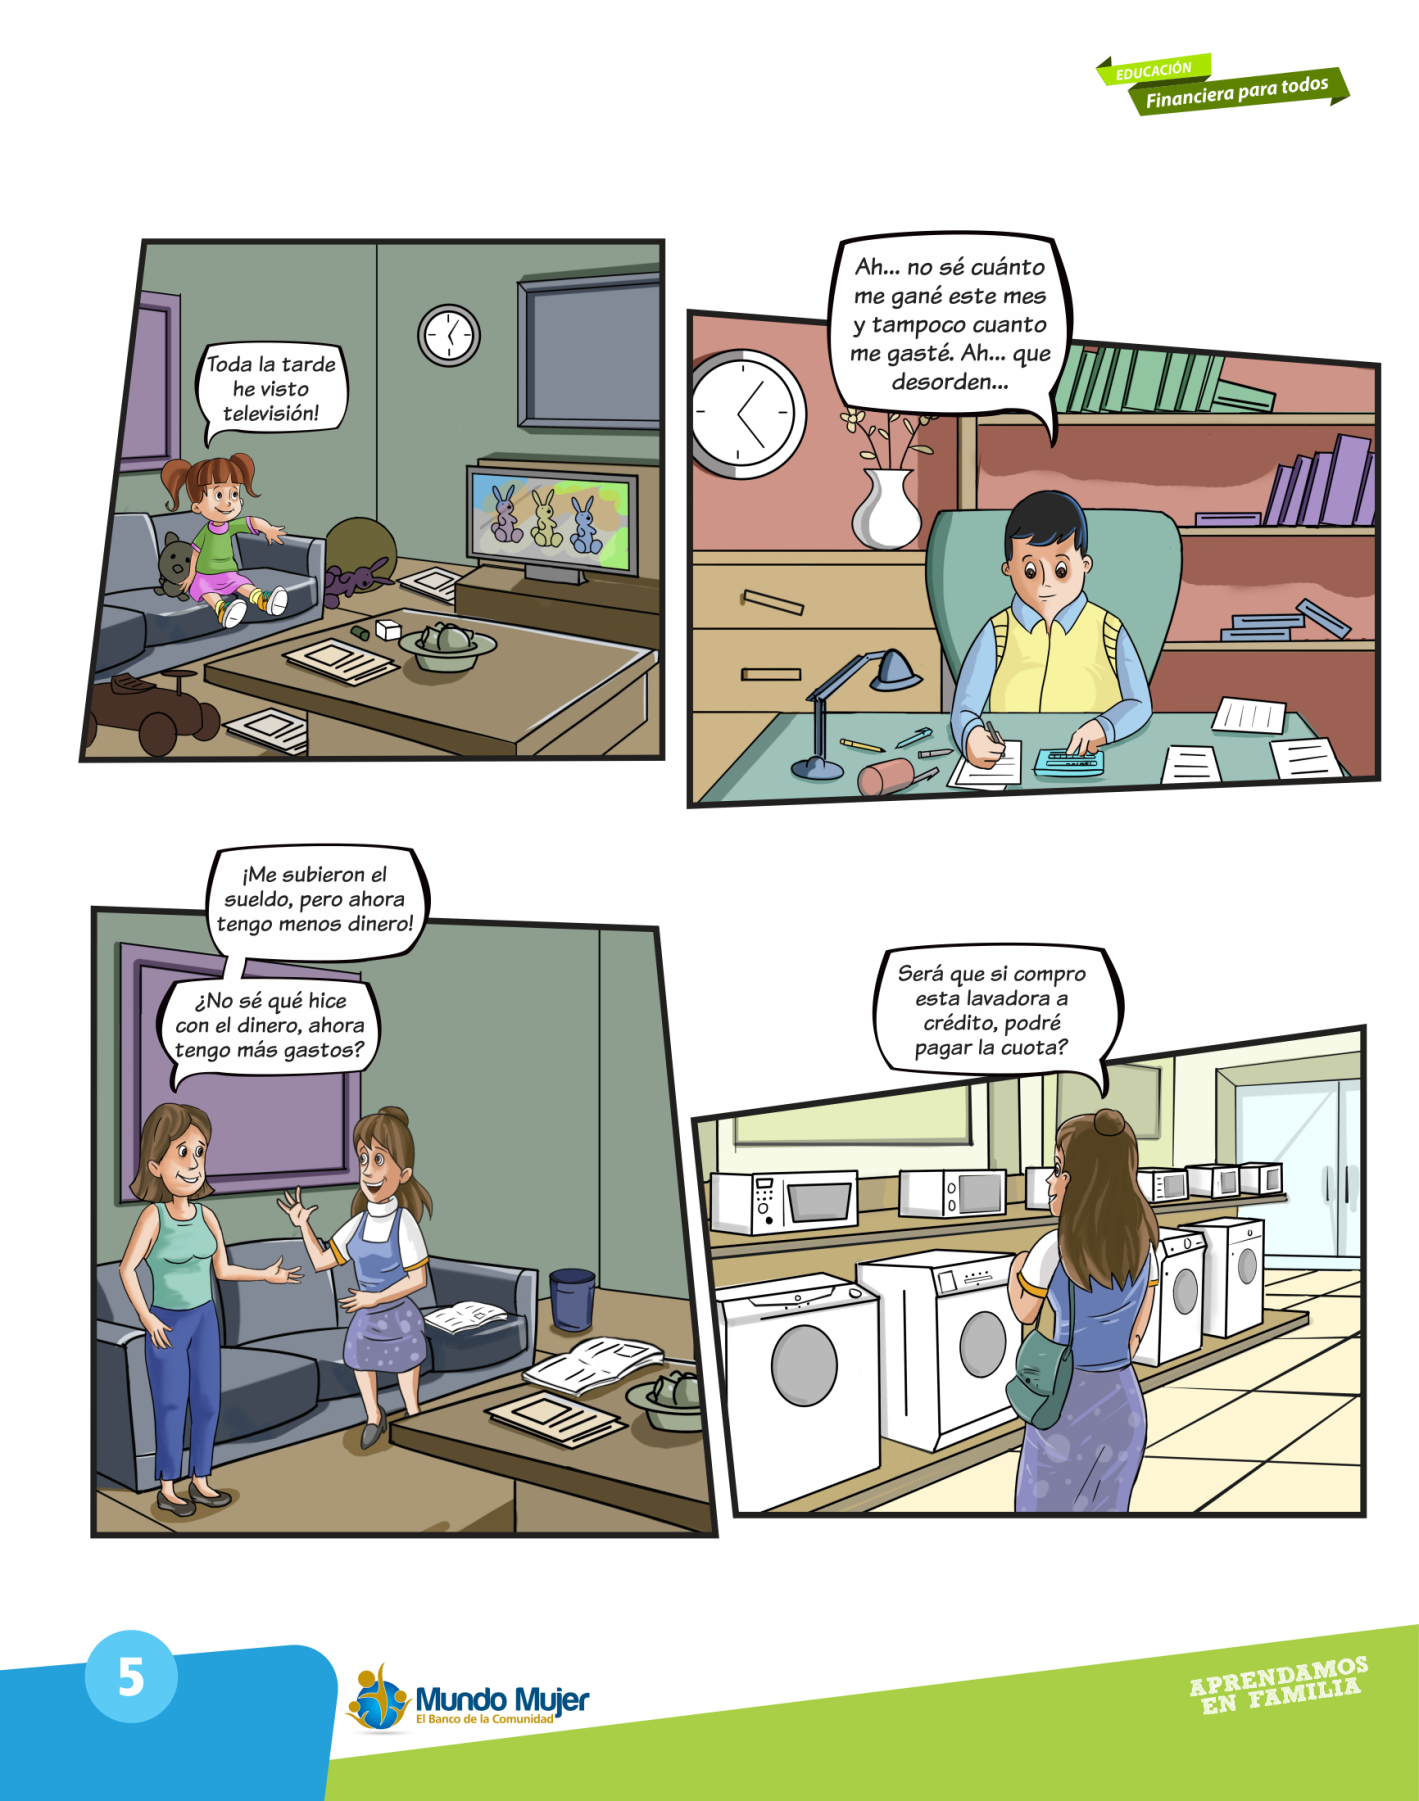 EDUCACIÓN
Financiera para todos
Toda la tarde
he visto
televisión!
Ah... no sé cuánto
me gané este mes
y tampoco cuanto
me gasté. Ah... que
desorden...
¡Me subieron el
sueldo, pero ahora
tengo menos dinero!
¿No sé qué hice
con el dinero, ahora
tengo más gastos?
Será que si compro
esta lavadora a
crédito, podré
pagar la cuota?
5
Mundo Mujer
El Banco de la Comunidad
APRENDAMOS
EN FAMILIA